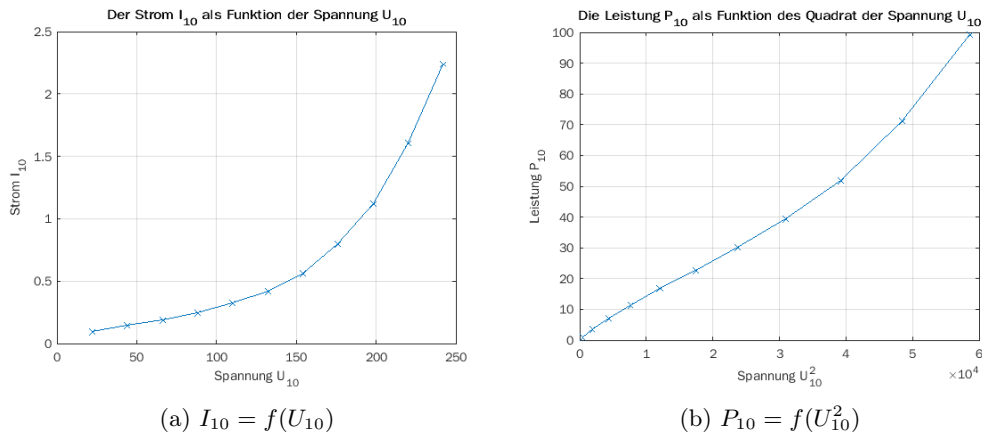 Der Strom I10 als Funktion der Spannung U10
2.5
2
1.5
1
0.5
0
Strom I10
0 50 100 150 200 250
Spannung U10
(a) I10 = f(U10)
Die Leistung P10 als Funktion des Quadrat der Spannung U10
100
90
80
70
60
50
40
30
20
10
0
Leistung P10
0 1 2 3 4 5 6
×10^4
Spannung U10^2
(b) P10 = f(U10^2)